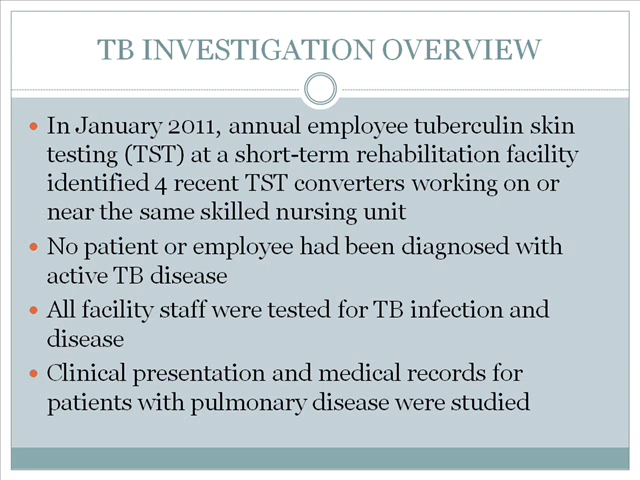 TB INVESTIGATION OVERVIEW
• In January 2011, annual employee tuberculin skin
testing (TST) at a short-term rehabilitation facility
identified 4 recent TST converters working on or
near the same skilled nursing unit
• No patient or employee had been diagnosed with
active TB disease
• All facility staff were tested for TB infection and
disease
• Clinical presentation and medical records for
patients with pulmonary disease were studied